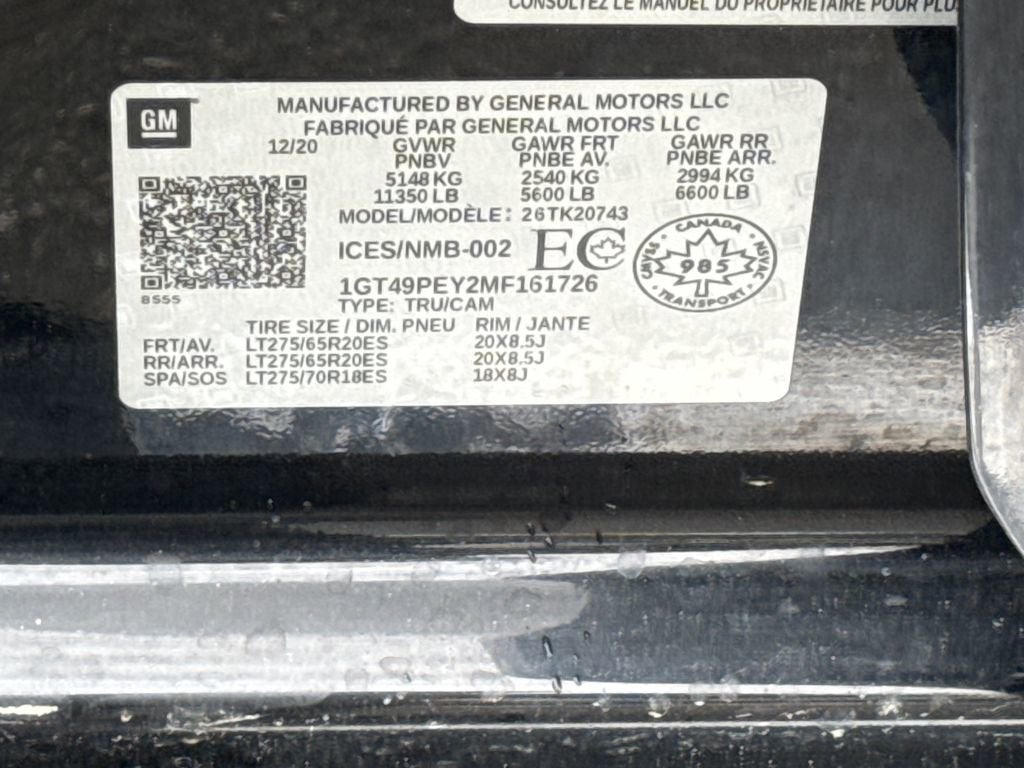 CONSULTEZ LE MANUEL DU PROPRIÉTAIRE POUR PLUS
GM
MANUFACTURED BY GENERAL MOTORS LLC
FABRIQUÉ PAR GENERAL MOTORS LLC
12/20 GVWR GAWR FRT GAWR RR
PNBV PNBE AV. PNBE ARR.
5148 KG 2540 KG 2994 KG
11350 LB 5600 LB 6600 LB
MODEL/MODÈLE: 26TK20743
ICES/NMB-002 EC
CANADA
CMVSS 985 NSVAC
TRANSPORT
1GT49PEY2MF161726
8555
TYPE: TRU/CAM
TIRE SIZE / DIM. PNEU RIM / JANTE
FRT/AV. LT275/65R20ES 20X8.5J
RR/ARR. LT275/65R20ES 20X8.5J
SPA/SOS LT275/70R18ES 18X8J